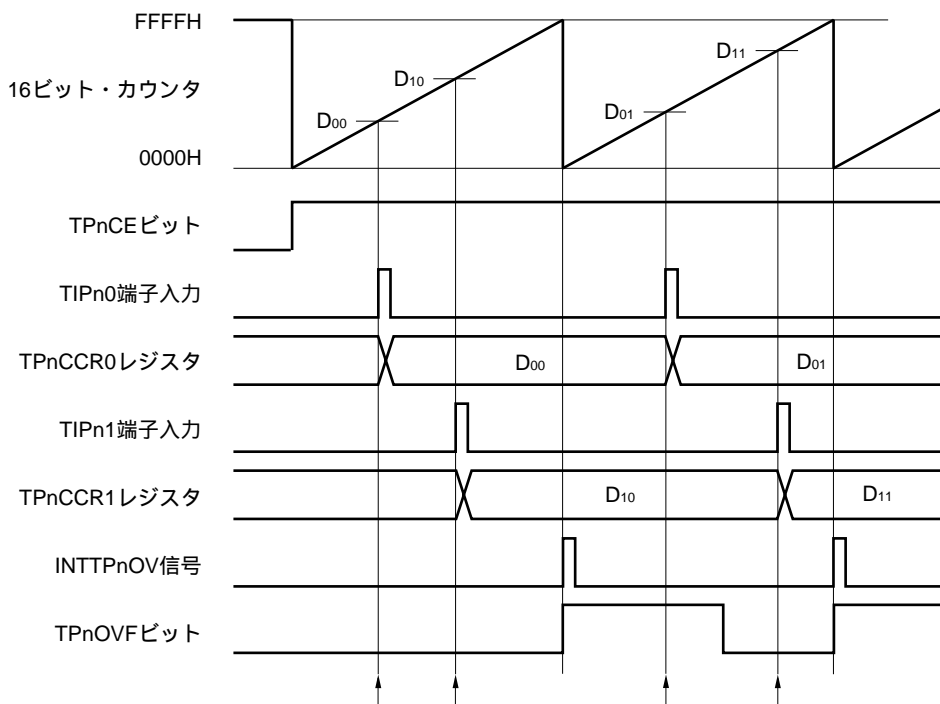 FFFFH
D11
D10
16ビット・カウンタ
D00
D01
0000H
TPnCEビット
TIPn0端子入力
TPnCCR0レジスタ
D00
D01
TIPn1端子入力
TPnCCR1レジスタ
D10
D11
INTTPnOV信号
TPnOVFビット